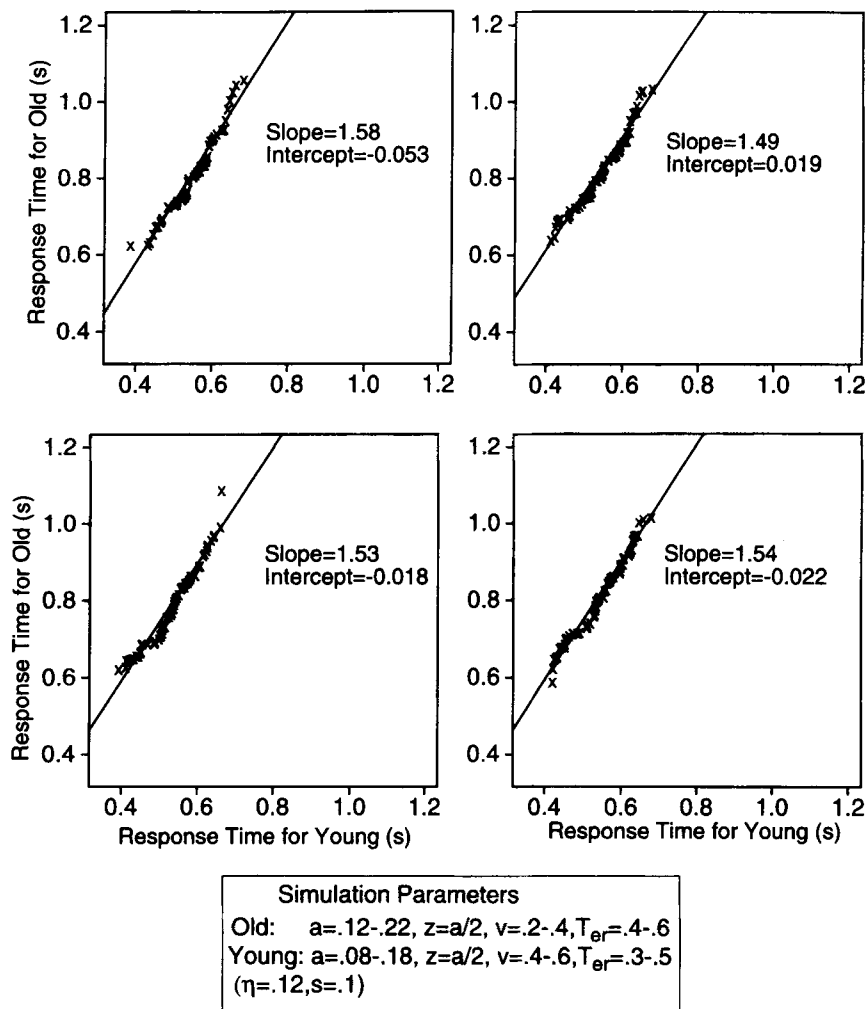 1.2
1.0
0.8
0.6
0.4
Response Time for Old (s)
Slope=1.58
Intercept=-0.053
0.4 0.6 0.8 1.0 1.2
1.2
1.0
0.8
0.6
0.4
Slope=1.49
Intercept=0.019
0.4 0.6 0.8 1.0 1.2
1.2
1.0
0.8
0.6
0.4
Response Time for Old (s)
Slope=1.53
Intercept=-0.018
0.4 0.6 0.8 1.0 1.2
Response Time for Young (s)
1.2
1.0
0.8
0.6
0.4
Slope=1.54
Intercept=-0.022
0.4 0.6 0.8 1.0 1.2
Response Time for Young (s)
Simulation Parameters
Old: a=.12-.22, z=a/2, v=.2-.4,Ter=.4-.6
Young: a=.08-.18, z=a/2, v=.4-.6,Ter=.3-.5
(η=.12,s=.1)